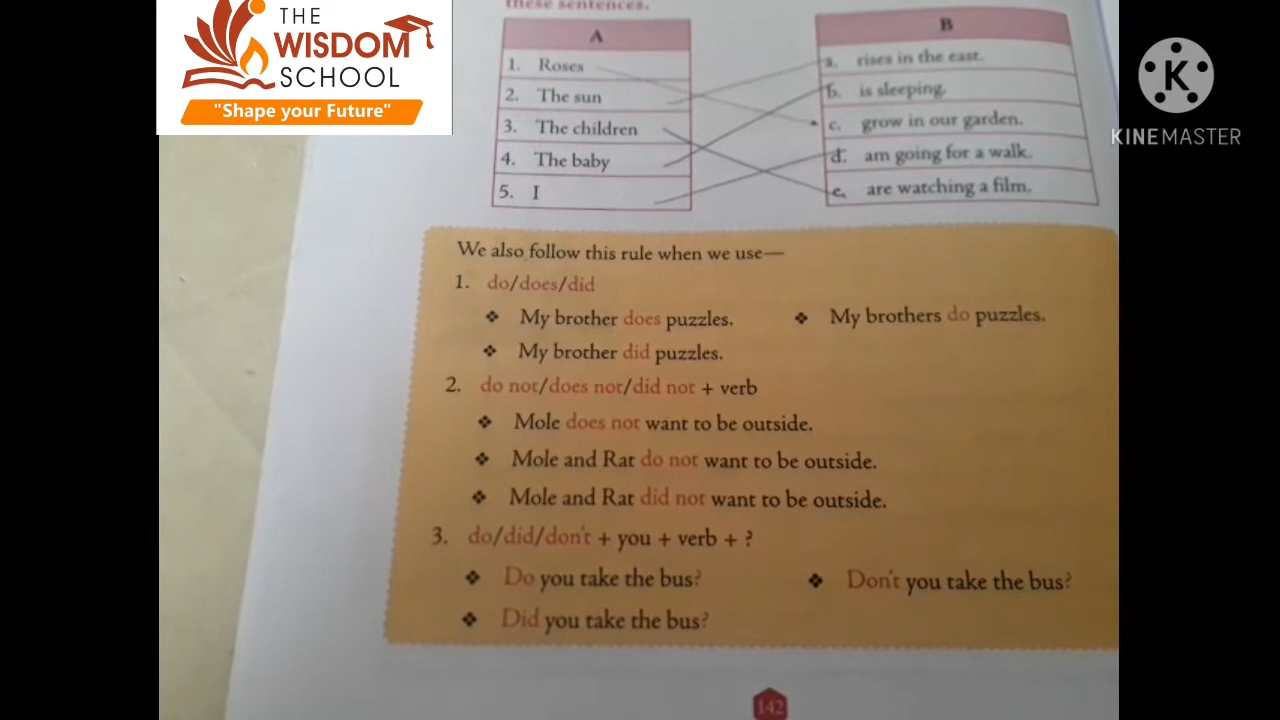 THE
WISDOM
SCHOOL
"Shape your Future"
K
KINEMASTER
these sentences.
A
1. Roses
2. The sun
3. The children
4. The baby
5. I
B
a. rises in the east.
b. is sleeping.
c. grow in our garden.
d. am going for a walk.
e. are watching a film.
We also follow this rule when we use—
1. do/does/did
❖ My brother does puzzles. ❖ My brothers do puzzles.
❖ My brother did puzzles.
2. do not/does not/did not + verb
❖ Mole does not want to be outside.
❖ Mole and Rat do not want to be outside.
❖ Mole and Rat did not want to be outside.
3. do/did/don't + you + verb + ?
❖ Do you take the bus? ❖ Don't you take the bus?
❖ Did you take the bus?
142